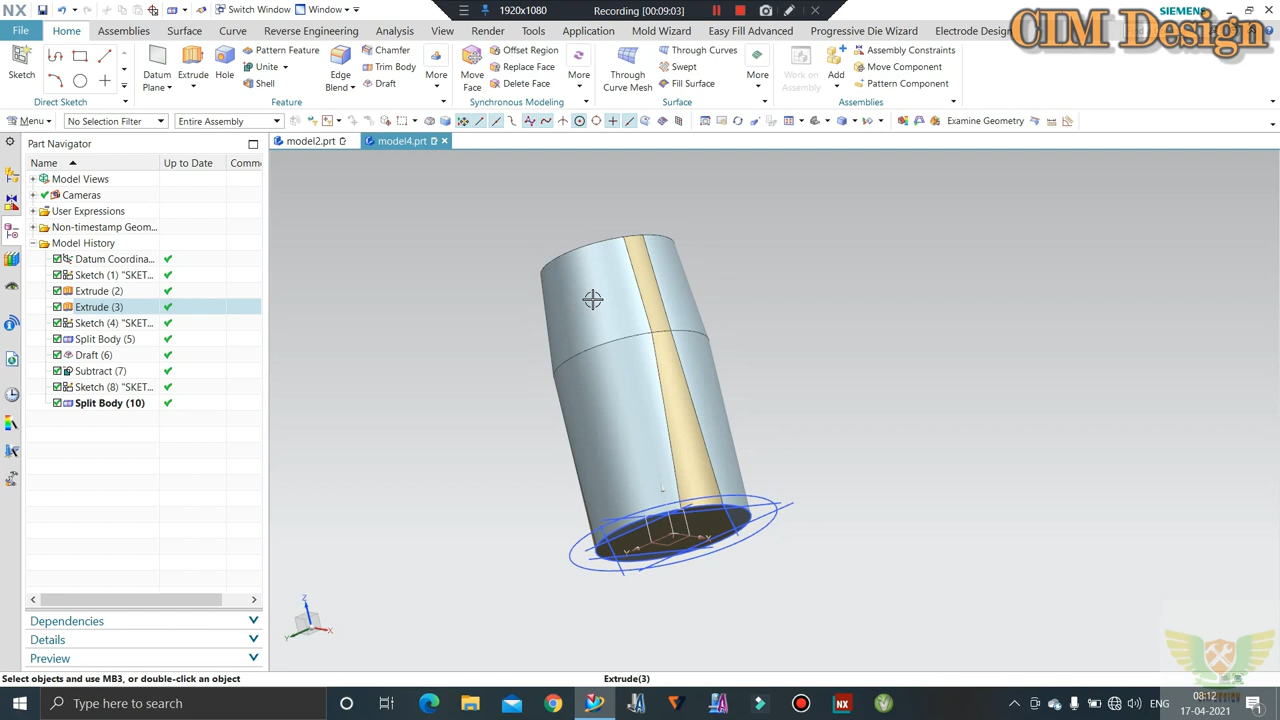 NX Switch Window Window 1920x1080 Recording [00:09:03] SIEMENS
CIM Design
File Home Assemblies Surface Curve Reverse Engineering Analysis View Render Tools Application Mold Wizard Easy Fill Advanced Progressive Die Wizard Electrode Desig
Sketch
Direct Sketch
Datum Plane
Extrude
Hole
Pattern Feature
Unite
Shell
Edge Blend
Chamfer
Trim Body
Draft
More
Feature
Move Face
Offset Region
Replace Face
Delete Face
More
Synchronous Modeling
Through Curve Mesh
Through Curves
Swept
Fill Surface
More
Surface
Work on Assembly
Add
Assembly Constraints
Move Component
Pattern Component
Assemblies
Menu No Selection Filter Entire Assembly Examine Geometry
Part Navigator model2.prt model4.prt
Name Up to Date Comme
Model Views
Cameras
User Expressions
Non-timestamp Geom...
Model History
Datum Coordina...
Sketch (1) "SKET...
Extrude (2)
Extrude (3)
Sketch (4) "SKET...
Split Body (5)
Draft (6)
Subtract (7)
Sketch (8) "SKET...
Split Body (10)
Y X
Z
Y X
Dependencies
Details
Preview
Select objects and use MB3, or double-click an object Extrude(3)
Type here to search
NX
ENG
08:12
17-04-2021
1